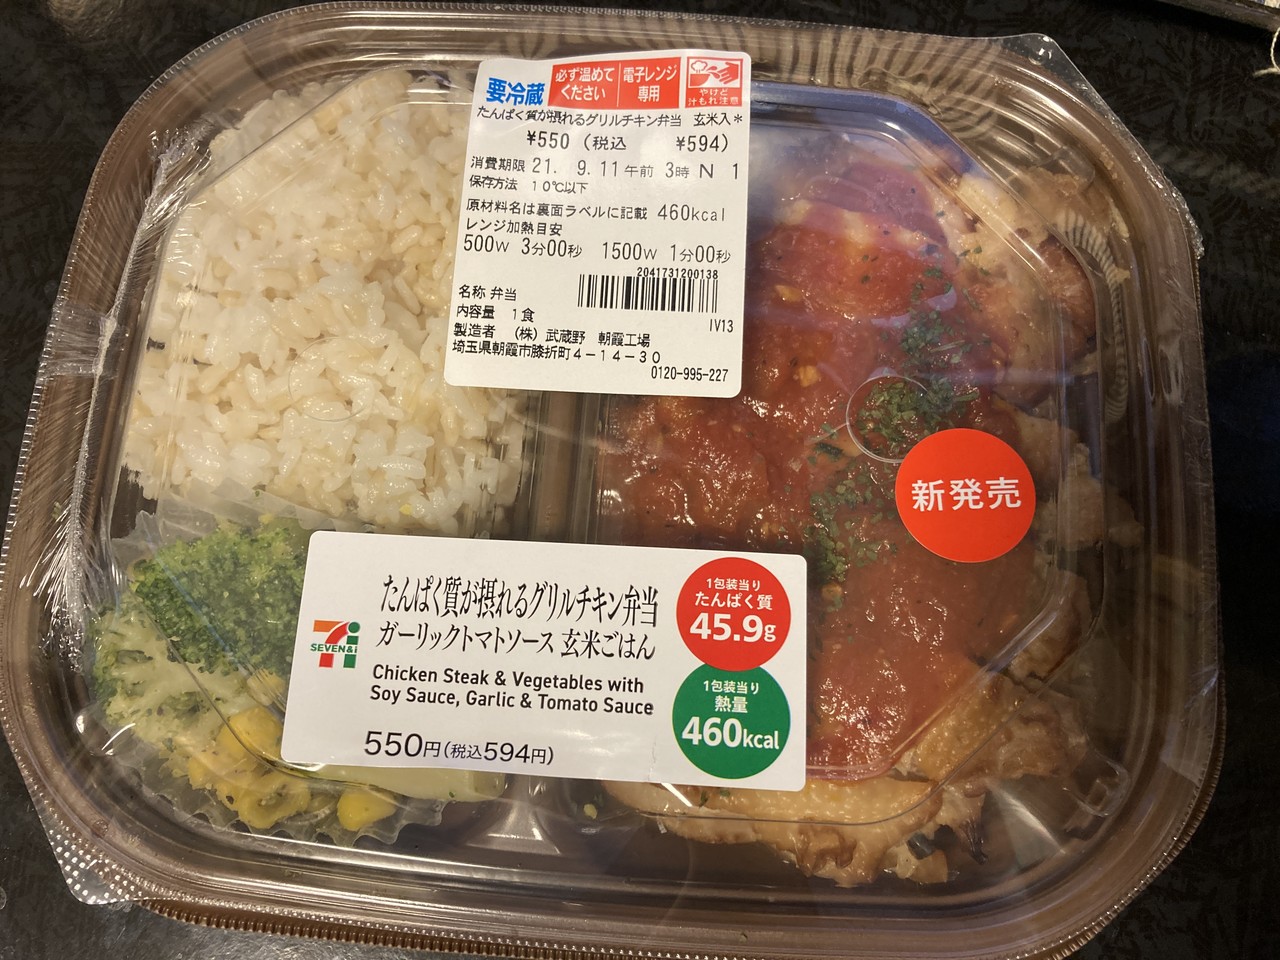 要冷蔵
必ず温めて
ください
電子レンジ
専用
やけど
汁もれ注意
たんぱく質が摂れるグリルチキン弁当 玄米入*
¥550 (税込 ¥594)
消費期限 21. 9. 11午前 3時 N 1
保存方法 10℃以下
原材料名は裏面ラベルに記載 460kcal
レンジ加熱目安
500W 3分00秒 1500W 1分00秒
2041731200138
名称 弁当
IV13
内容量 1食
製造者 (株) 武蔵野 朝霞工場
埼玉県朝霞市膝折町4-14-30
0120-995-227
新発売
SEVEN&i
たんぱく質が摂れるグリルチキン弁当
ガーリックトマトソース 玄米ごはん
Chicken Steak & Vegetables with
Soy Sauce, Garlic & Tomato Sauce
550円(税込594円)
1包装当り
たんぱく質
45.9g
1包装当り
熱量
460kcal